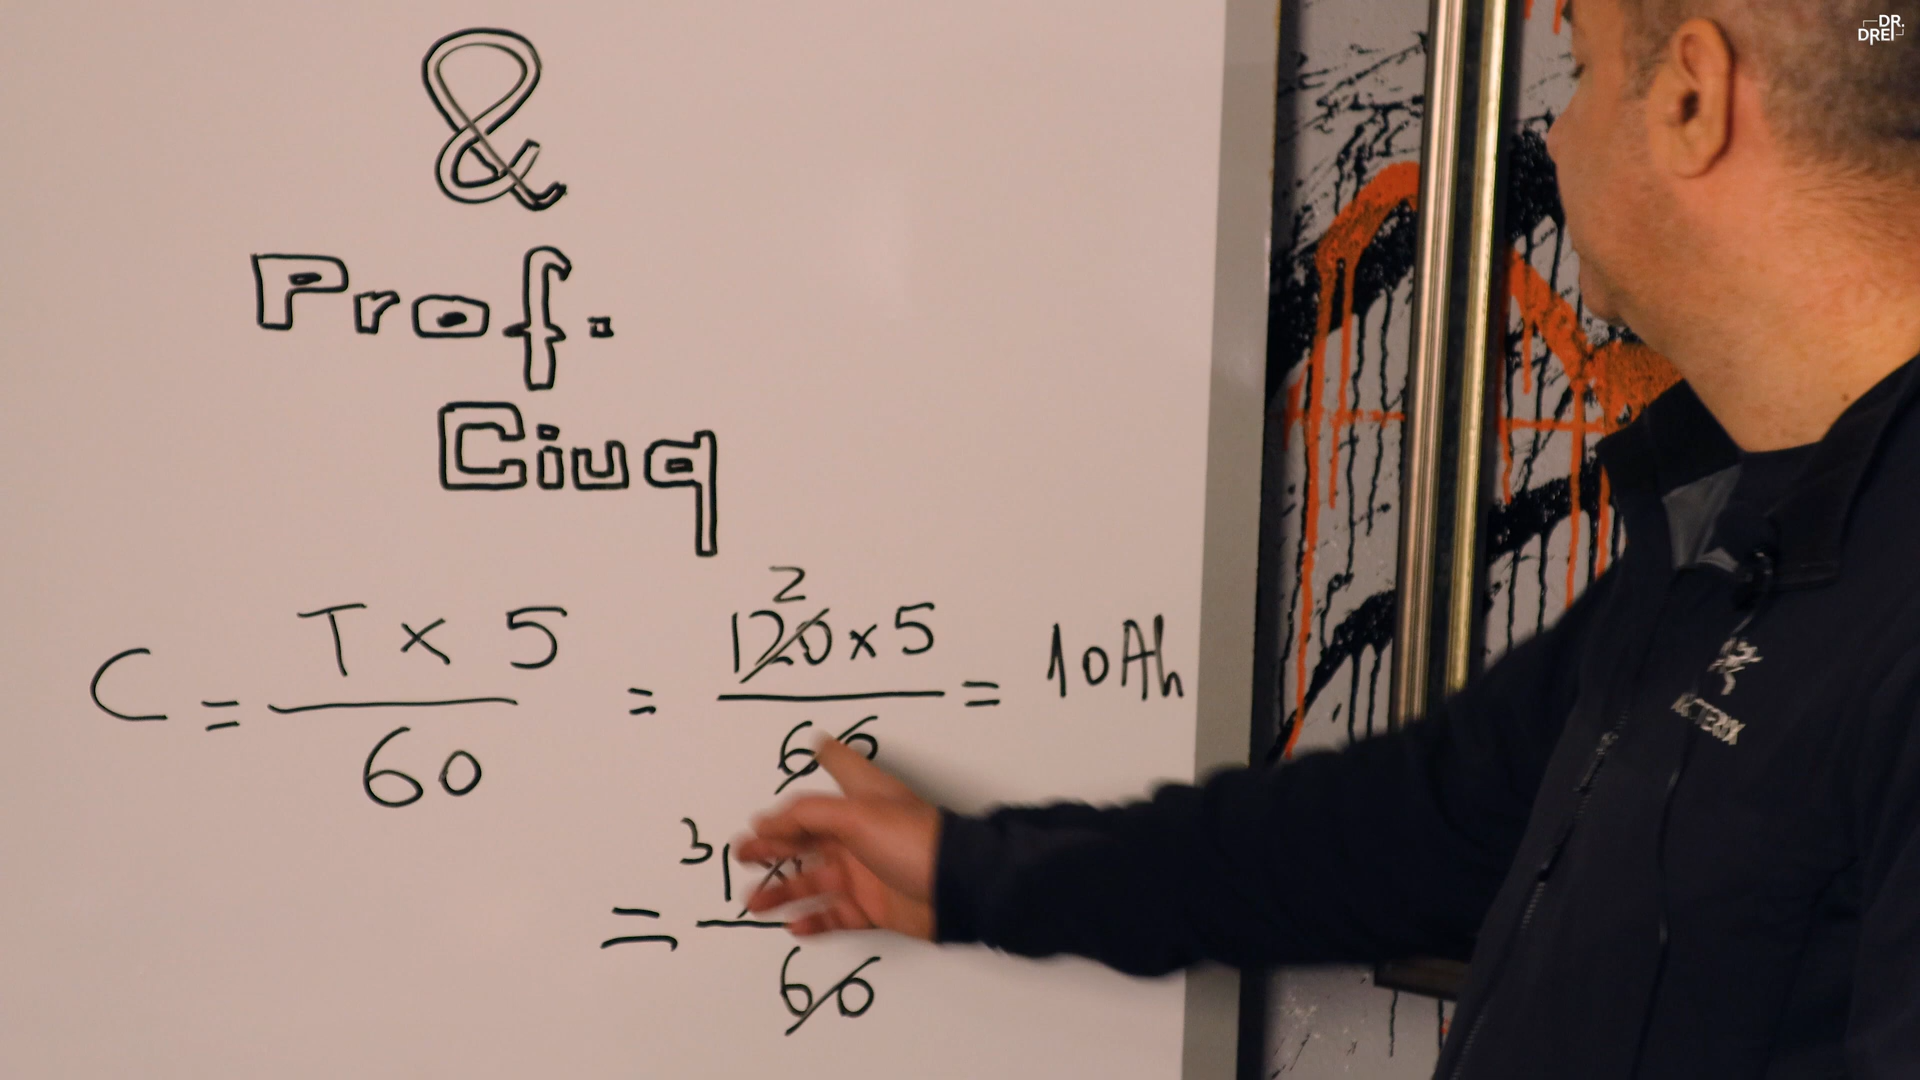 DR.
DREI
&
Prof.
Ciuq
C = T x 5 / 60 = 120 x 5 / 60 = 10Ah
2
3
= / 60
ARC'TERYX